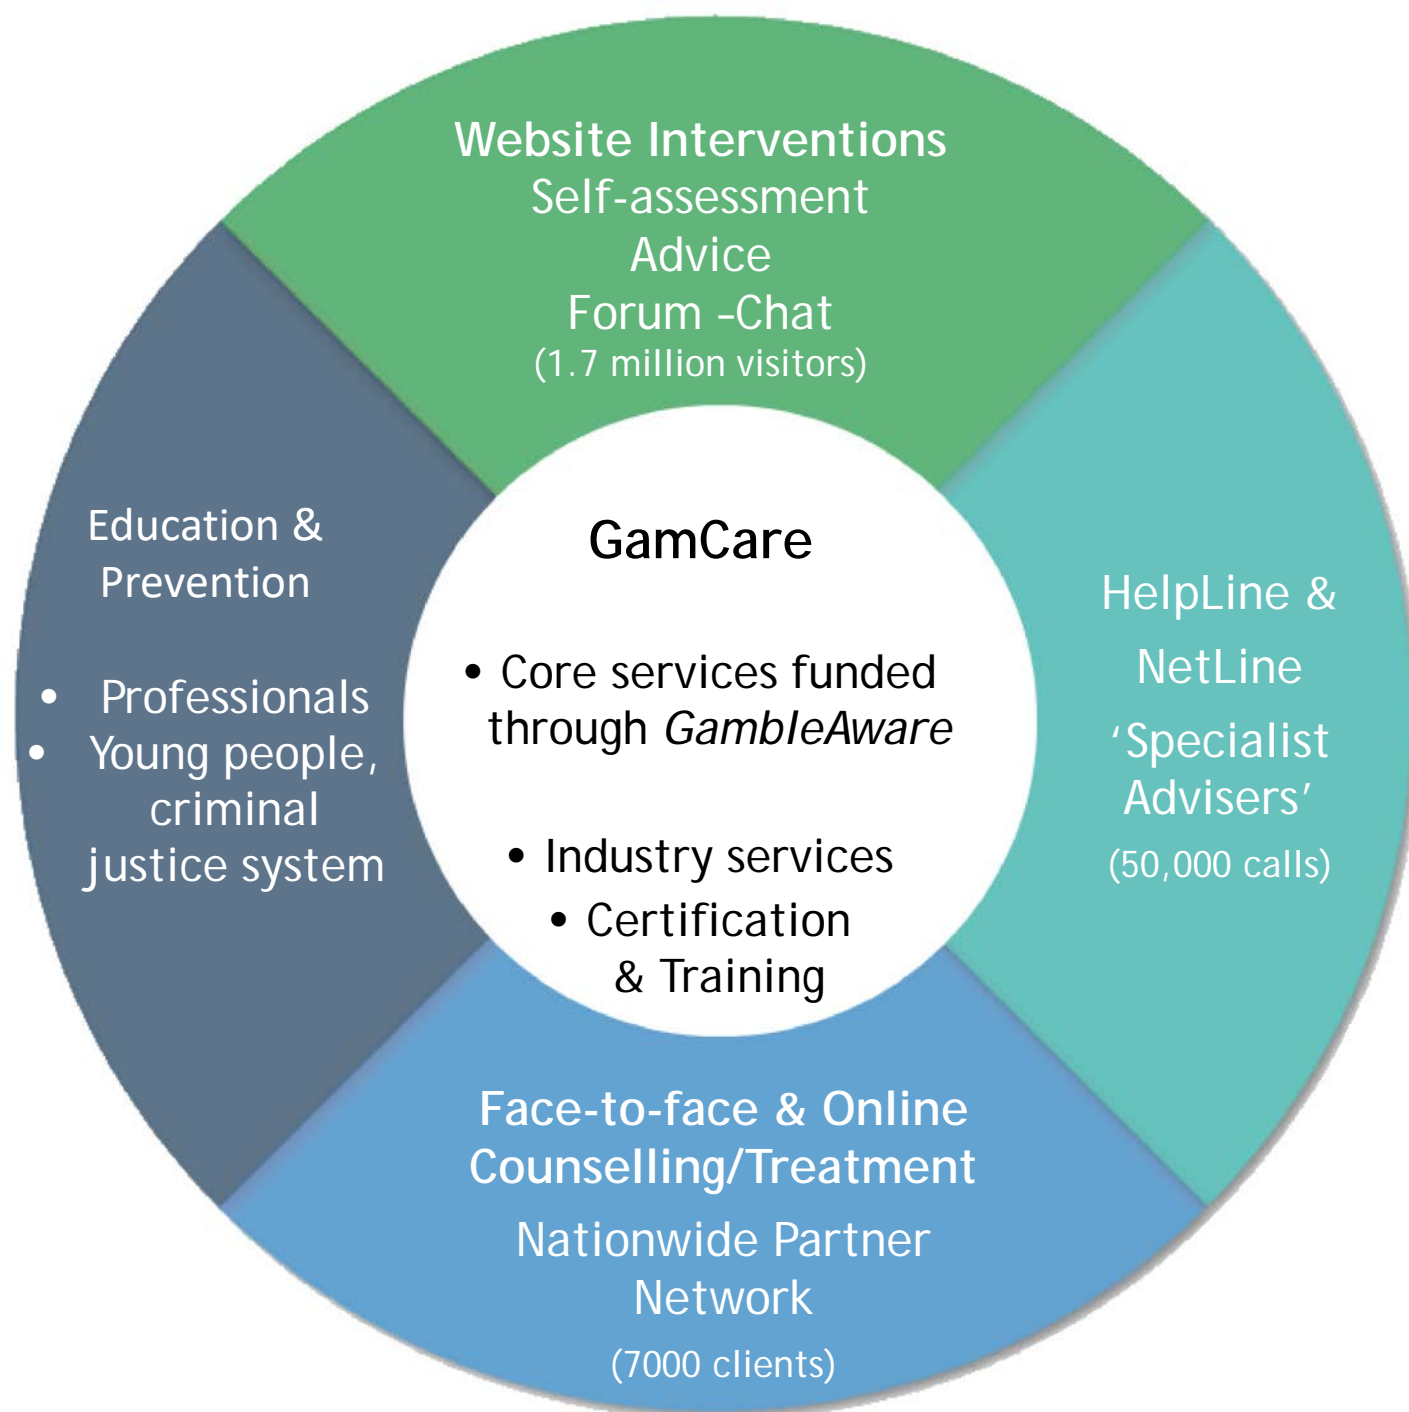 Website Interventions
Self-assessment
Advice
Forum –Chat
(1.7 million visitors)
Education &
Prevention
• Professionals
• Young people,
criminal
justice system
GamCare
• Core services funded
through GambleAware
• Industry services
• Certification
& Training
HelpLine &
NetLine
‘Specialist
Advisers’
(50,000 calls)
Face-to-face & Online
Counselling/Treatment
Nationwide Partner
Network
(7000 clients)